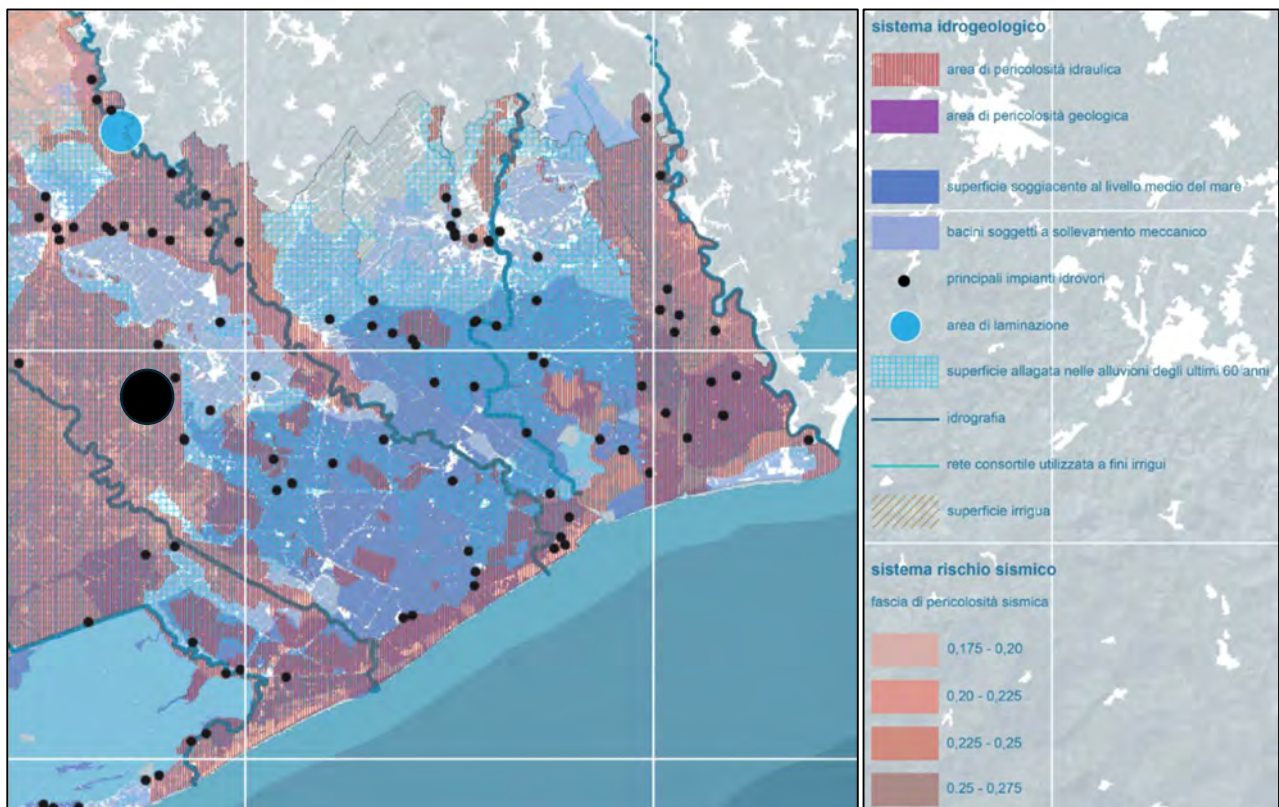 sistema idrogeologico
area di pericolosità idraulica
area di pericolosità geologica
superficie soggiacente al livello medio del mare
bacini soggetti a sollevamento meccanico
principali impianti idrovori
area di laminazione
superficie allagata nelle alluvioni degli ultimi 60 anni
idrografia
rete consortile utilizzata a fini irrigui
superficie irrigua
sistema rischio sismico
fascia di pericolosità sismica
0,175 - 0,20
0,20 - 0,225
0,225 - 0,25
0.25 - 0,275